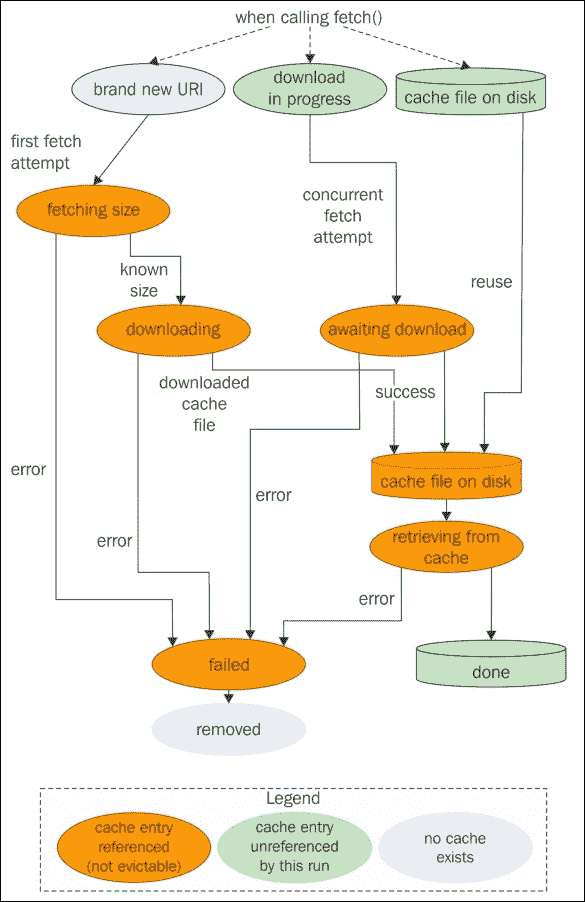 when calling fetch()
brand new URI
download
in progress
cache file on disk
first fetch
attempt
fetching size
concurrent
fetch
attempt
known
size
reuse
downloading
awaiting download
downloaded
cache
file
success
error
error
cache file on disk
retrieving from
cache
error
error
failed
done
removed
Legend
cache entry
referenced
(not evictable)
cache entry
unreferenced
by this run
no cache
exists